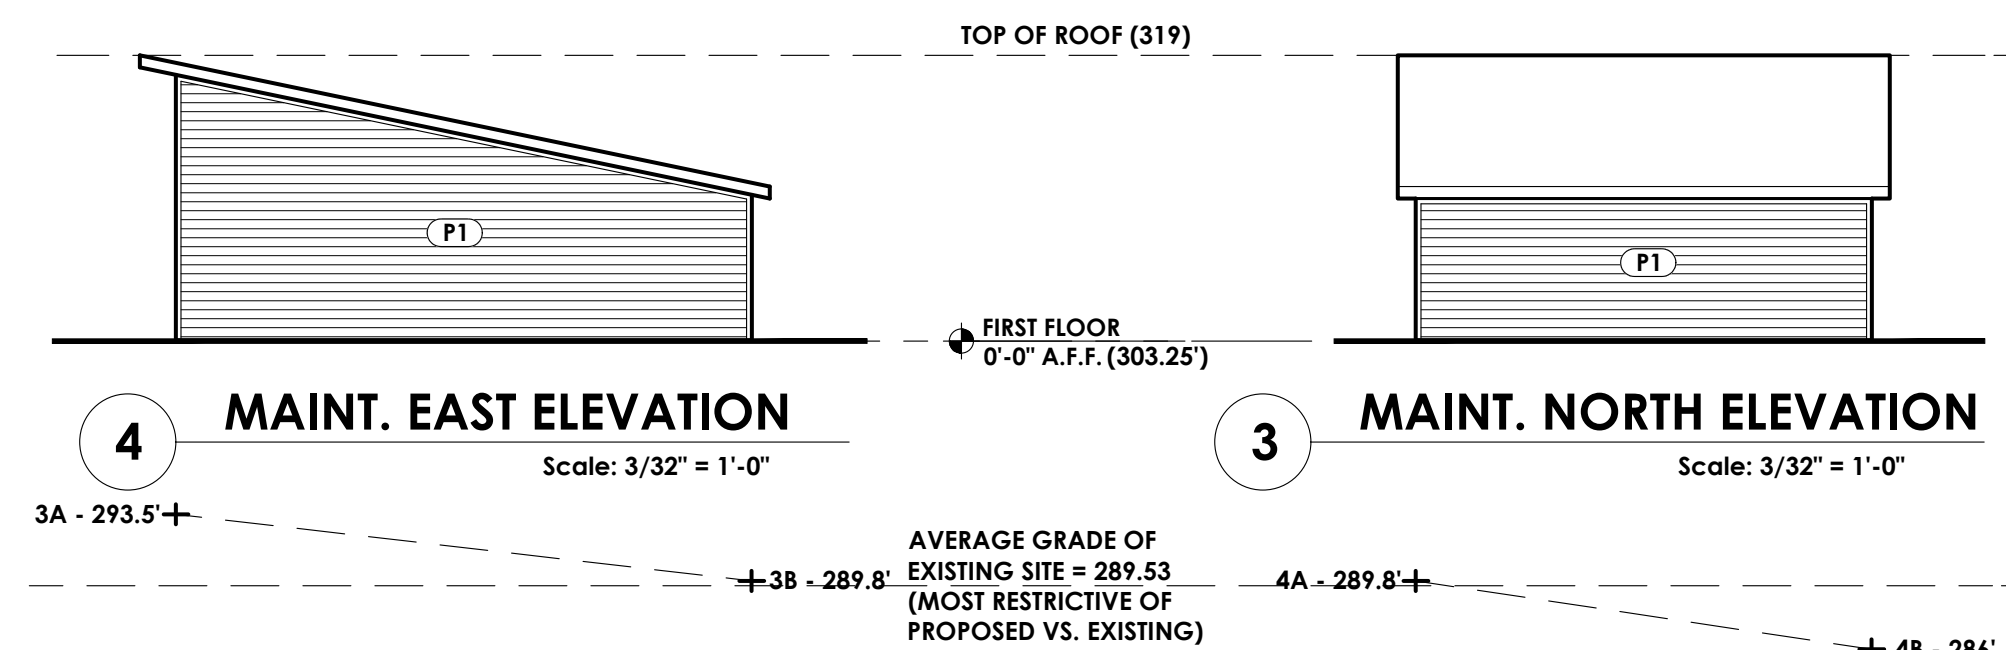 TOP OF ROOF (319)
P1
P1
FIRST FLOOR
0'-0" A.F.F. (303.25')
4
MAINT. EAST ELEVATION
Scale: 3/32" = 1'-0"
3
MAINT. NORTH ELEVATION
Scale: 3/32" = 1'-0"
3A - 293.5'
3B - 289.8'
AVERAGE GRADE OF
EXISTING SITE = 289.53
(MOST RESTRICTIVE OF
PROPOSED VS. EXISTING)
4A - 289.8'
4B - 286'